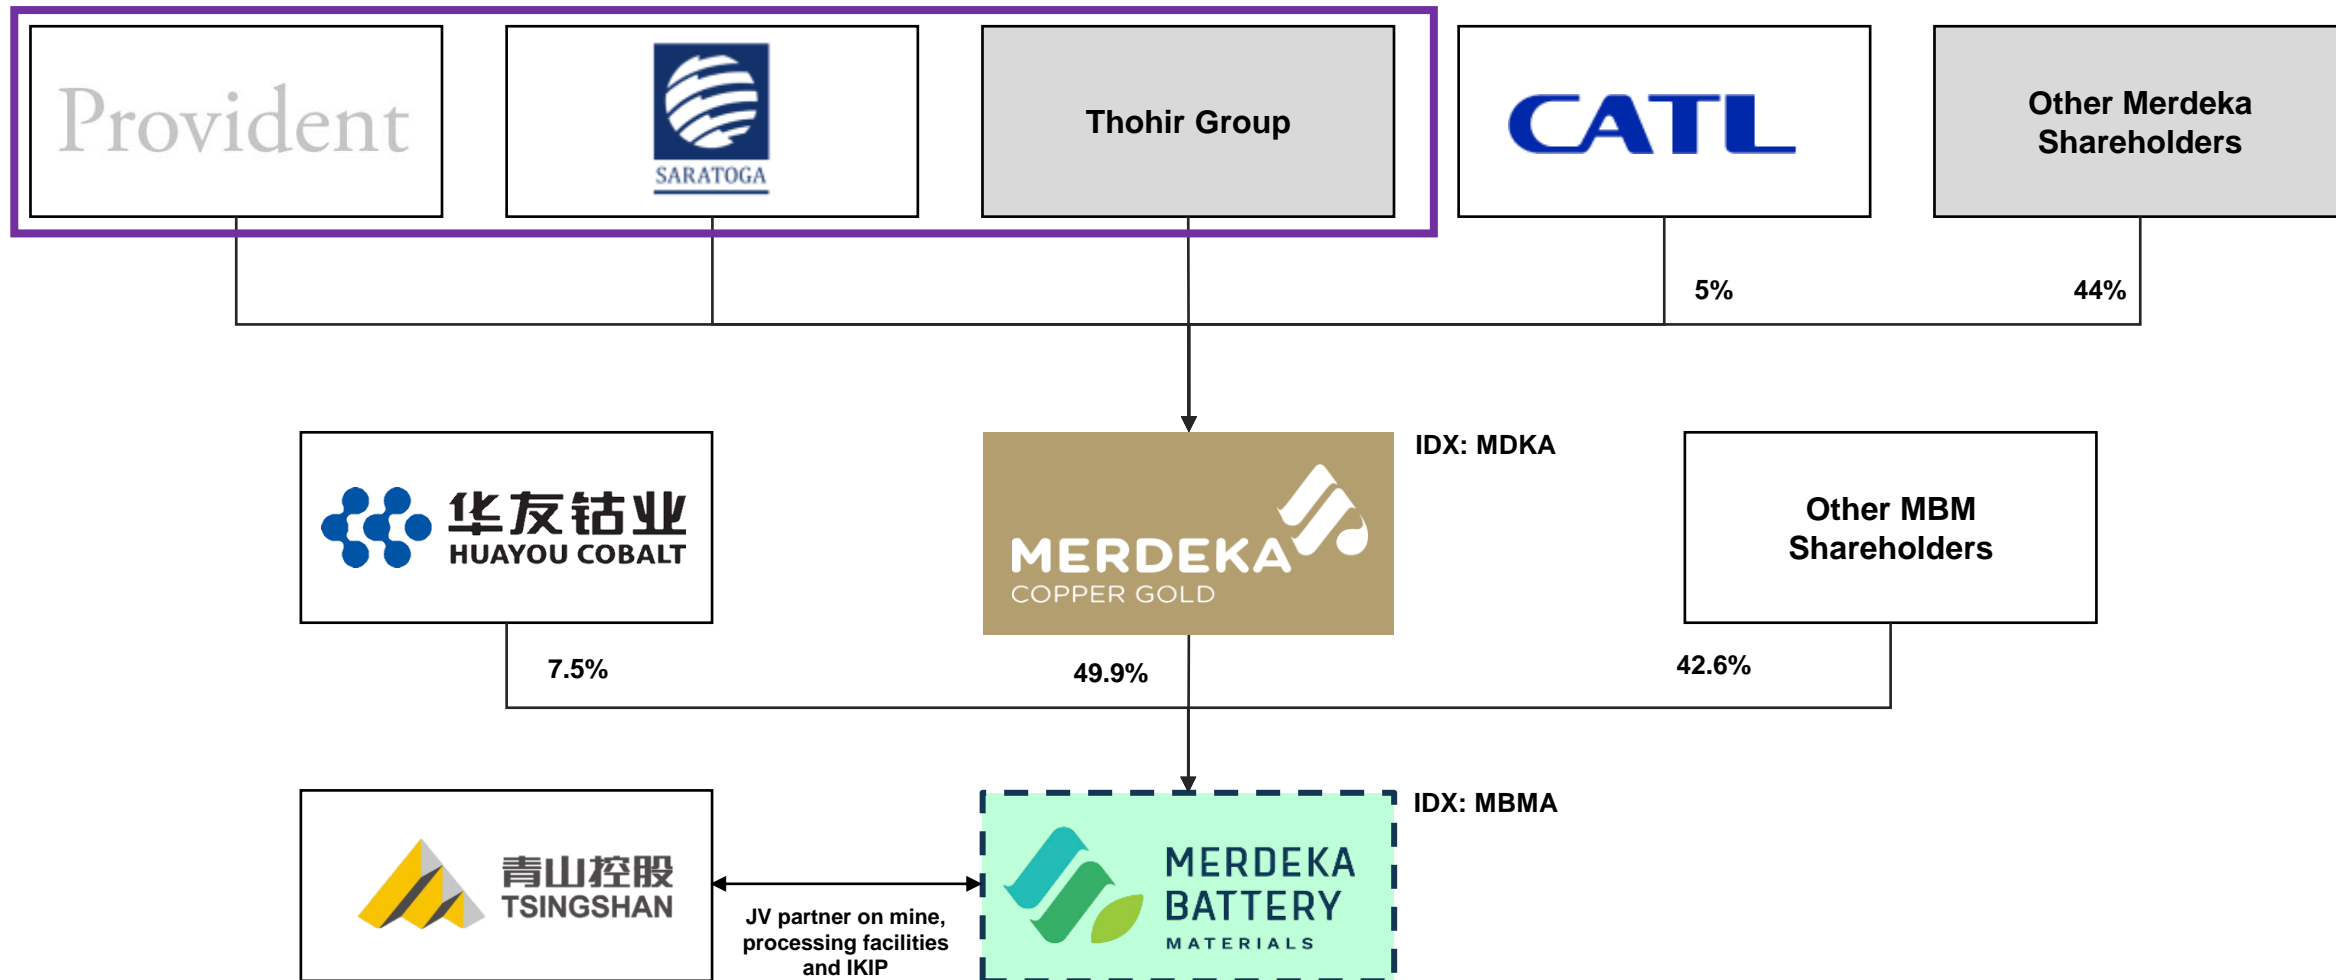 Provident
SARATOGA
Thohir Group
CATL
Other Merdeka
Shareholders
5%
44%
华友钴业
HUAYOU COBALT
MERDEKA
COPPER GOLD
IDX: MDKA
Other MBM
Shareholders
7.5%
49.9%
42.6%
青山控股
TSINGSHAN
JV partner on mine,
processing facilities
and IKIP
MERDEKA
BATTERY
MATERIALS
IDX: MBMA